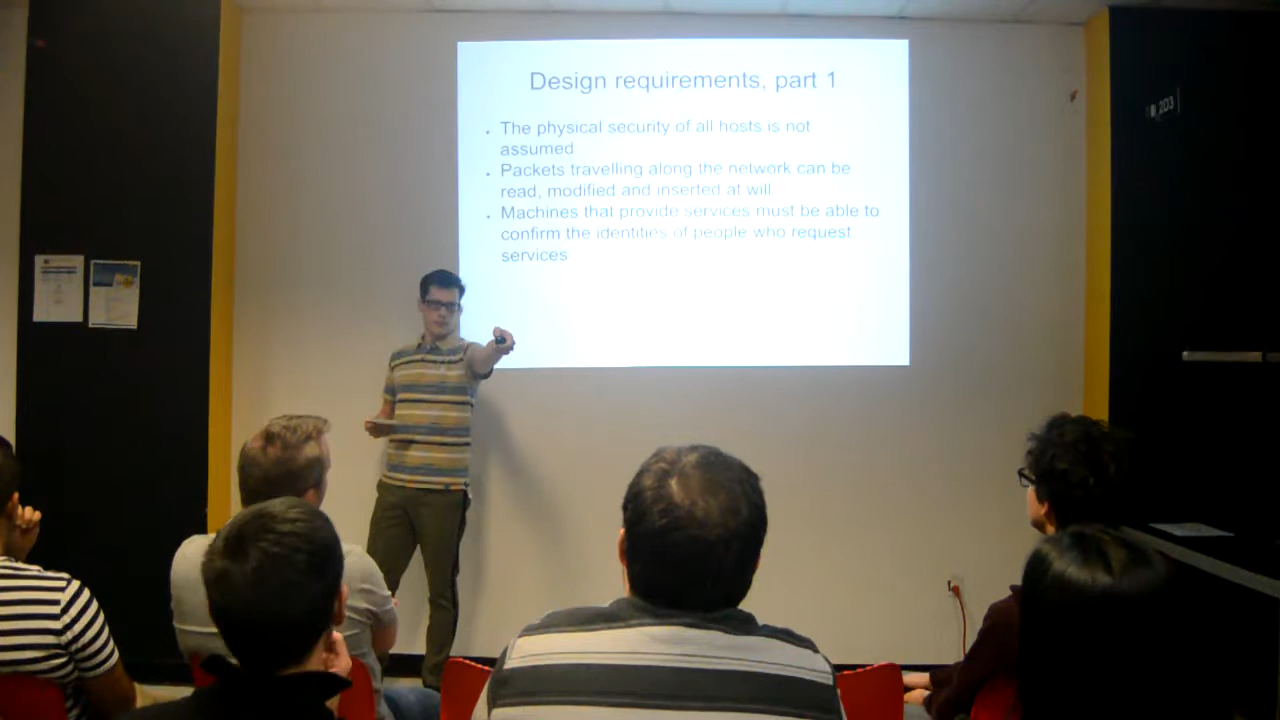 Design requirements, part 1
The physical security of all hosts is not
assumed
Packets travelling along the network can be
read, modified and inserted at will
Machines that provide services must be able to
confirm the identities of people who request
services
203